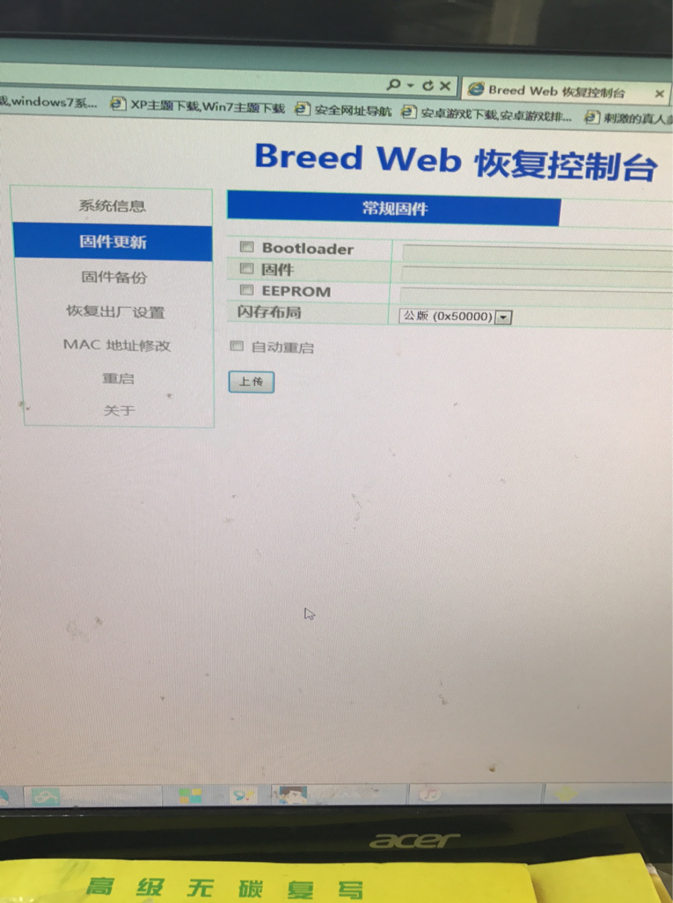 Breed Web 恢复控制台
载,windows7系... XP主题下载,Win7主题下载 安全网址导航 安卓游戏下载,安卓游戏排... 刺激的真人
Breed Web 恢复控制台
系统信息
固件更新
固件备份
恢复出厂设置
MAC 地址修改
重启
关于
常规固件
Bootloader
固件
EEPROM
闪存布局 公版 (0x50000)
自动重启
上传
acer
高级无碳复写